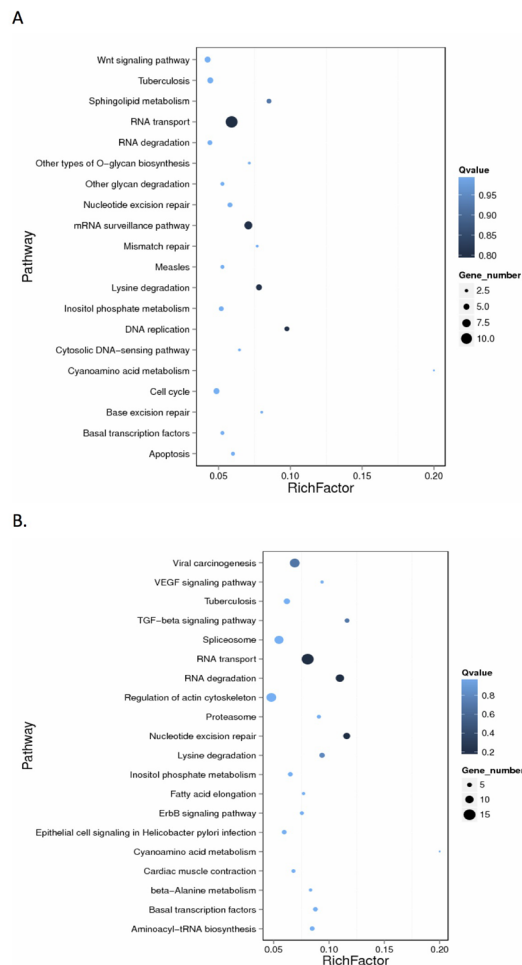 A
Wnt signaling pathway
Tuberculosis
Sphingolipid metabolism
RNA transport
RNA degradation
Other types of O−glycan biosynthesis
Other glycan degradation
Nucleotide excision repair
mRNA surveillance pathway
Mismatch repair
Measles
Lysine degradation
Inositol phosphate metabolism
DNA replication
Cytosolic DNA−sensing pathway
Cyanoamino acid metabolism
Cell cycle
Base excision repair
Basal transcription factors
Apoptosis
Pathway
0.05 0.10 0.15 0.20
RichFactor
Qvalue
0.95
0.90
0.85
0.80
Gene_number
2.5
5.0
7.5
10.0
B.
Viral carcinogenesis
VEGF signaling pathway
Tuberculosis
TGF−beta signaling pathway
Spliceosome
RNA transport
RNA degradation
Regulation of actin cytoskeleton
Proteasome
Nucleotide excision repair
Lysine degradation
Inositol phosphate metabolism
Fatty acid elongation
ErbB signaling pathway
Epithelial cell signaling in Helicobacter pylori infection
Cyanoamino acid metabolism
Cardiac muscle contraction
beta−Alanine metabolism
Basal transcription factors
Aminoacyl−tRNA biosynthesis
Pathway
0.05 0.10 0.15 0.20
RichFactor
Qvalue
0.8
0.6
0.4
0.2
Gene_number
5
10
15